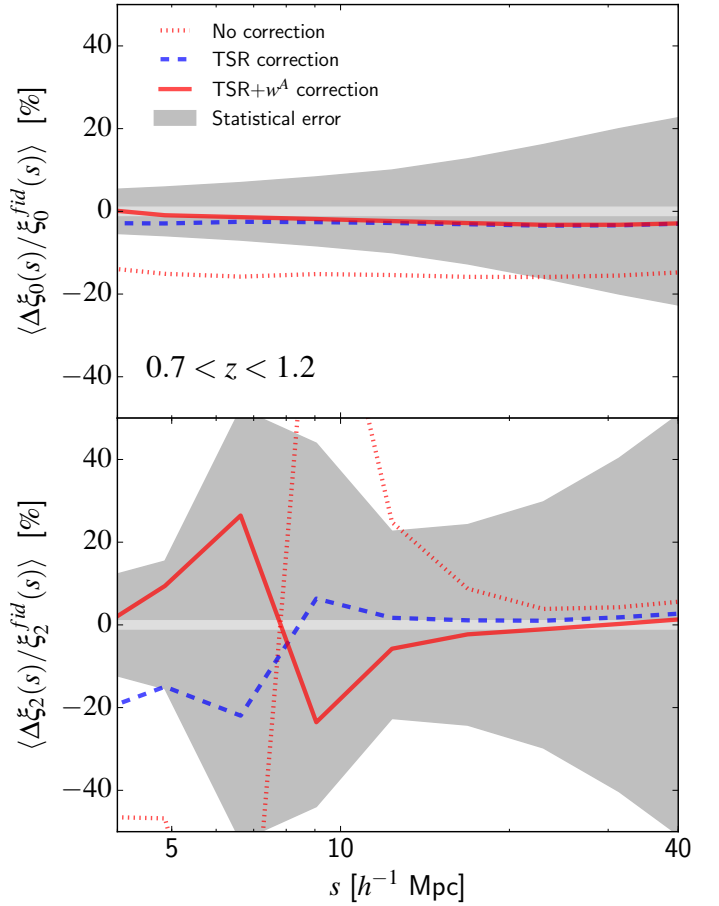 40
20
0
−20
−40
⟨Δξ₀(s)/ξ₀^{fid}(s)⟩ [%]
No correction
TSR correction
TSR+w^A correction
Statistical error
0.7 < z < 1.2
40
20
0
−20
−40
⟨Δξ₂(s)/ξ₂^{fid}(s)⟩ [%]
5 10 40
s [h⁻¹ Mpc]